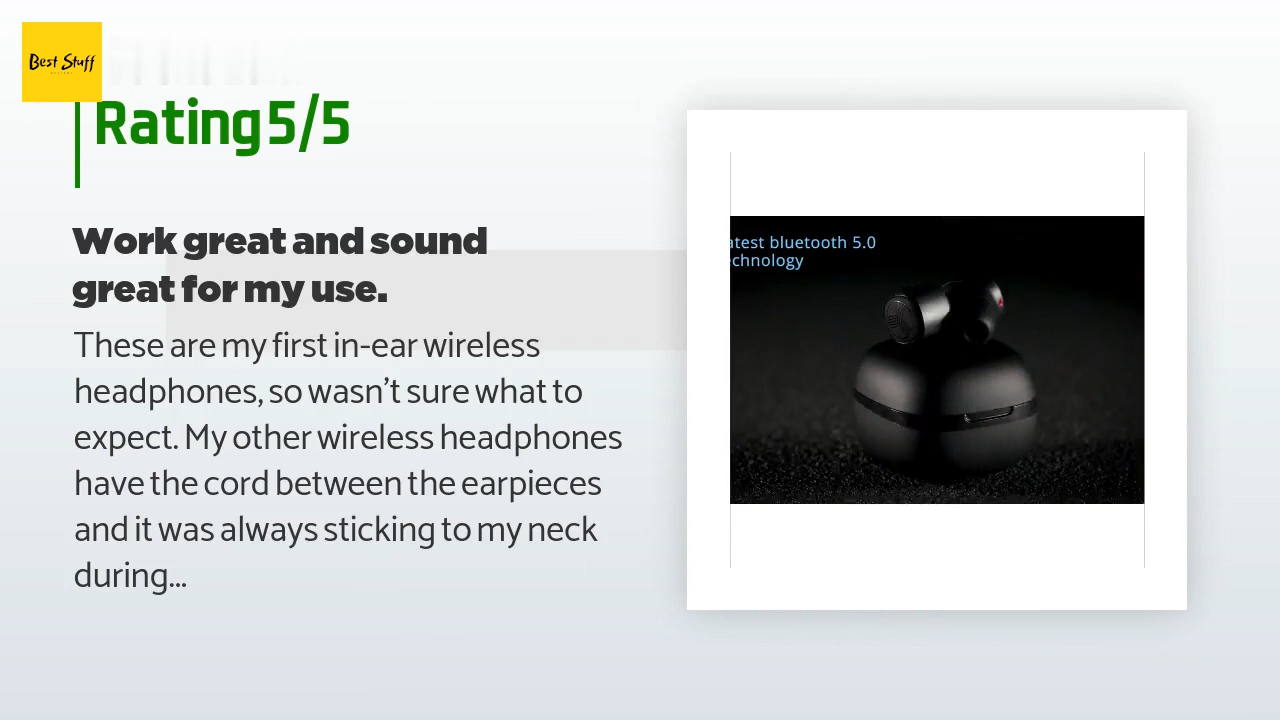 Best Stuff
Rating 5/5
Work great and sound
great for my use.
These are my first in-ear wireless
headphones, so wasn't sure what to
expect. My other wireless headphones
have the cord between the earpieces
and it was always sticking to my neck
during...
atest bluetooth 5.0
echnology